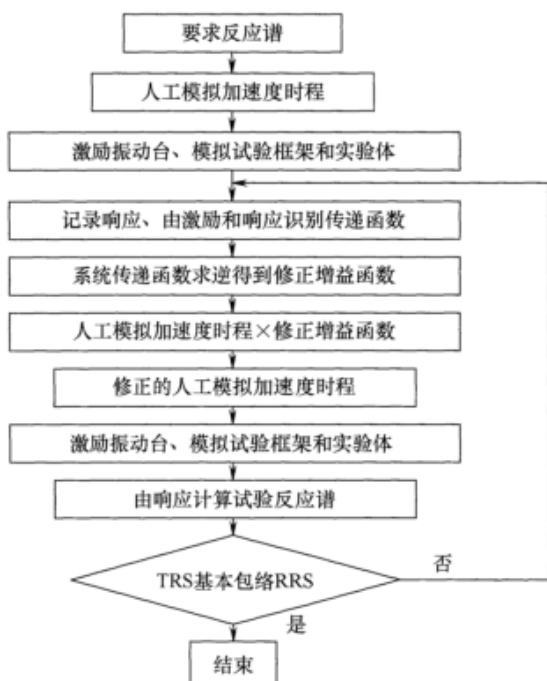 要求反应谱
人工模拟加速度时程
激励振动台、模拟试验框架和实验体
记录响应、由激励和响应识别传递函数
系统传递函数求逆得到修正增益函数
人工模拟加速度时程×修正增益函数
修正的人工模拟加速度时程
激励振动台、模拟试验框架和实验体
由响应计算试验反应谱
TRS基本包络RRS
否
是
结束